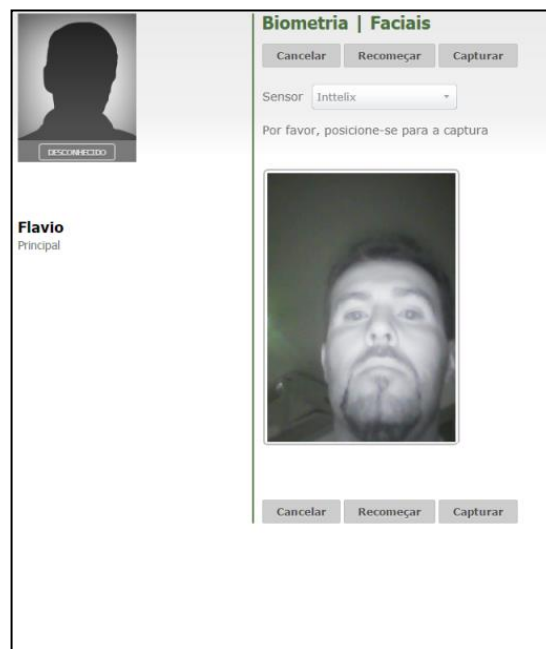 DESCONHECIDO
Flavio
Principal
Biometria | Faciais
Cancelar Recomeçar Capturar
Sensor Inttelix
Por favor, posicione-se para a captura
Cancelar Recomeçar Capturar